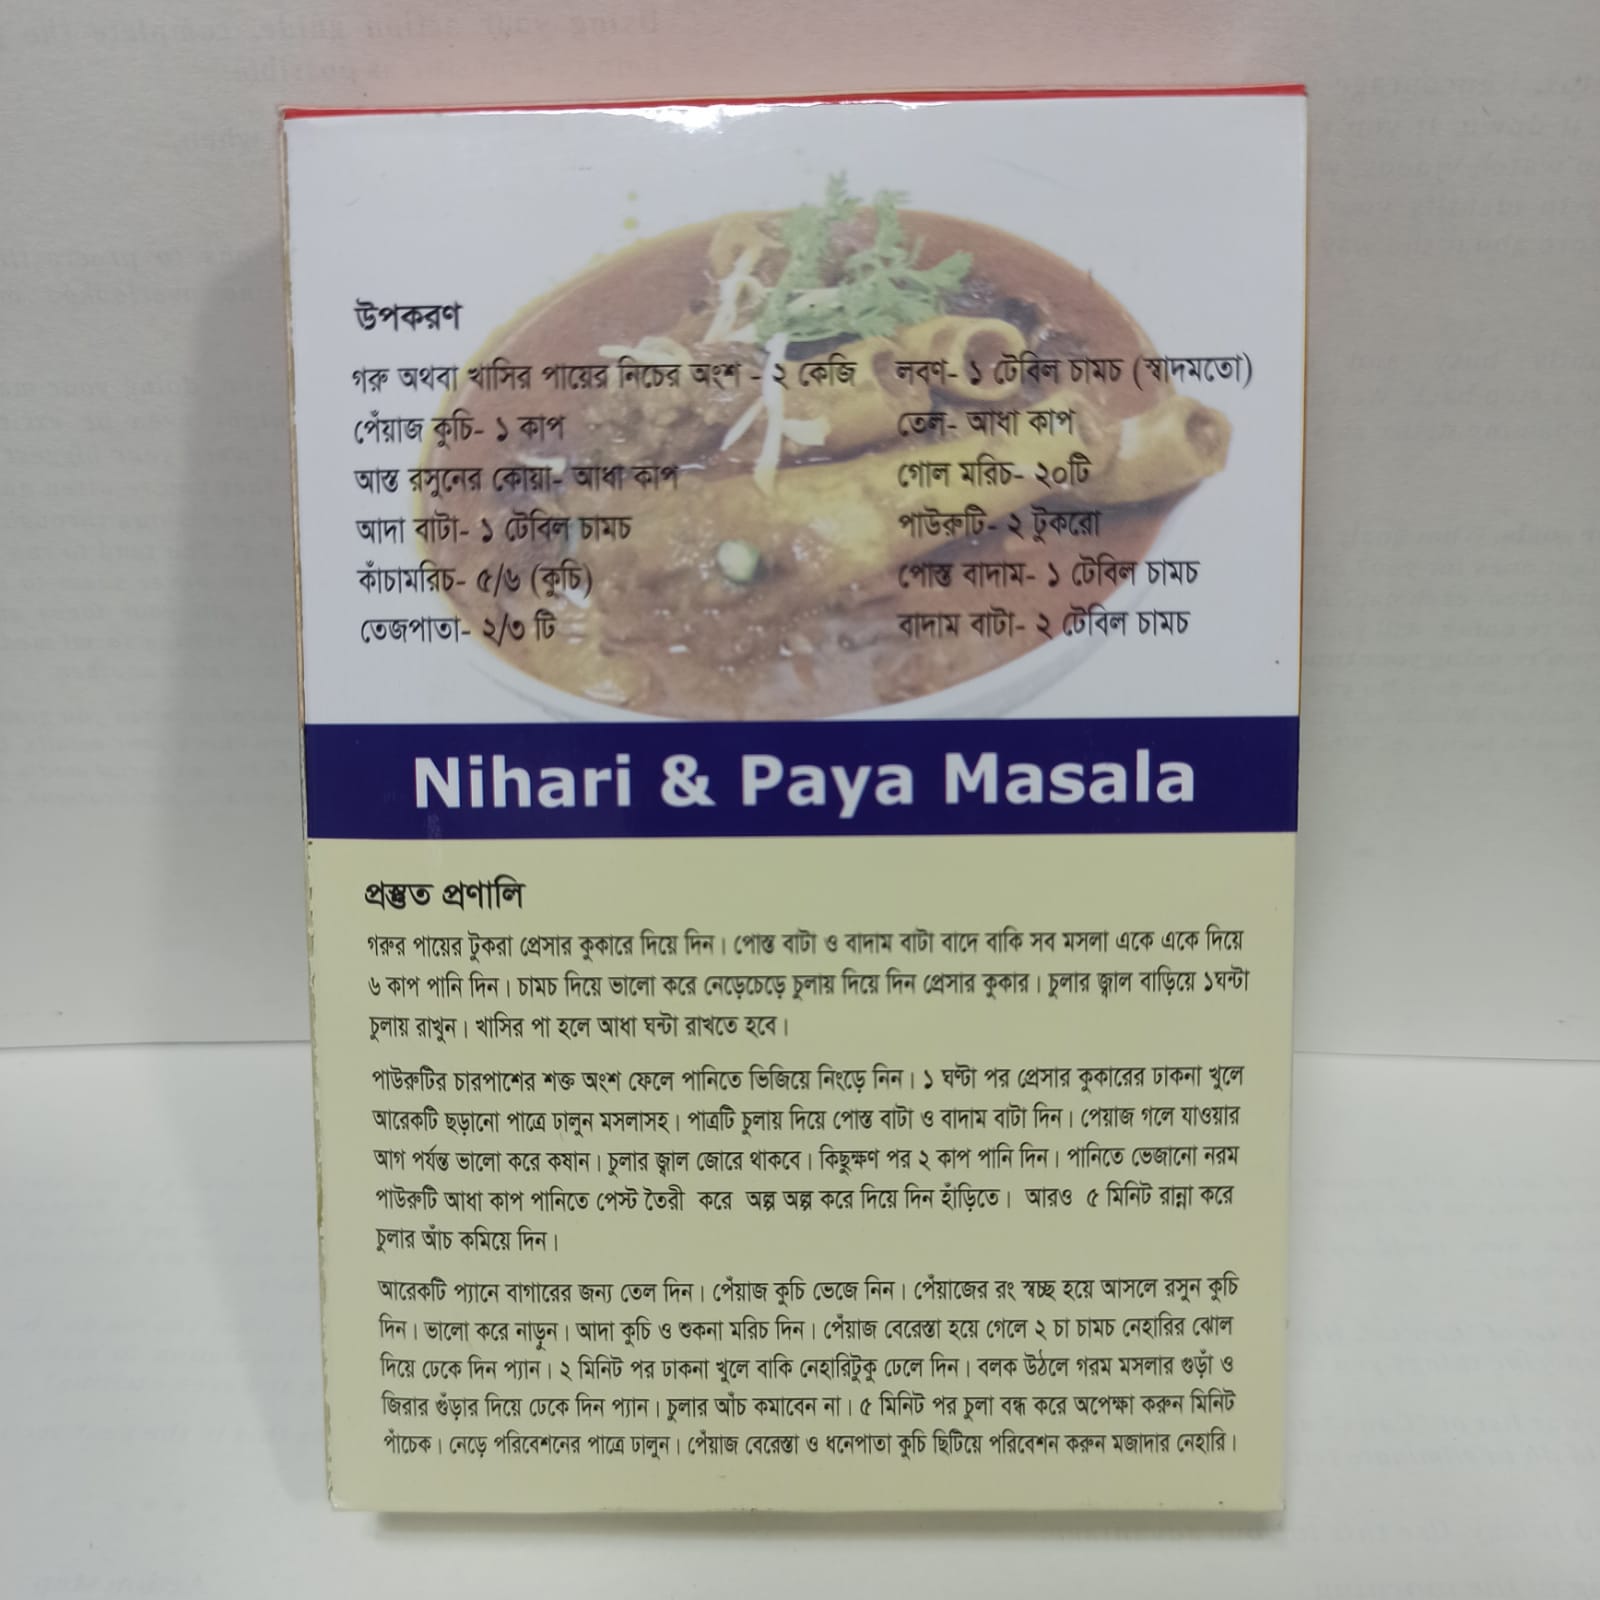 উপকরণ
গরু অথবা খাসির পায়ের নিচের অংশ - ২ কেজি
পেঁয়াজ কুচি- ১ কাপ
আস্ত রসুনের কোয়া- আধা কাপ
আদা বাটা- ১ টেবিল চামচ
কাঁচামরিচ- ৫/৬ (কুচি)
তেজপাতা- ২/৩ টি
লবণ- ১ টেবিল চামচ (স্বাদমতো)
তেল- আধা কাপ
গোল মরিচ- ২০টি
পাউরুটি- ২ টুকরো
পোস্ত বাদাম- ১ টেবিল চামচ
বাদাম বাটা- ২ টেবিল চামচ
Nihari & Paya Masala
প্রস্তুত প্রণালি
গরুর পায়ের টুকরা প্রেসার কুকারে দিয়ে দিন। পোস্ত বাটা ও বাদাম বাটা বাদে বাকি সব মসলা একে একে দিয়ে
৬ কাপ পানি দিন। চামচ দিয়ে ভালো করে নেড়েচেড়ে চুলায় দিয়ে দিন প্রেসার কুকার। চুলার জ্বাল বাড়িয়ে ১ঘন্টা
চুলায় রাখুন। খাসির পা হলে আধা ঘন্টা রাখতে হবে।
পাউরুটির চারপাশের শক্ত অংশ ফেলে পানিতে ভিজিয়ে নিংড়ে নিন। ১ ঘণ্টা পর প্রেসার কুকারের ঢাকনা খুলে
আরেকটি ছড়ানো পাত্রে ঢালুন মসলাসহ। পাত্রটি চুলায় দিয়ে পোস্ত বাটা ও বাদাম বাটা দিন। পেয়াজ গলে যাওয়ার
আগ পর্যন্ত ভালো করে কষান। চুলার জ্বাল জোরে থাকবে। কিছুক্ষণ পর ২ কাপ পানি দিন। পানিতে ভেজানো নরম
পাউরুটি আধা কাপ পানিতে পেস্ট তৈরী করে অল্প অল্প করে দিয়ে দিন হাঁড়িতে। আরও ৫ মিনিট রান্না করে
চুলার আঁচ কমিয়ে দিন।
আরেকটি প্যানে বাগারের জন্য তেল দিন। পেঁয়াজ কুচি ভেজে নিন। পেঁয়াজের রং স্বচ্ছ হয়ে আসলে রসুন কুচি
দিন। ভালো করে নাড়ুন। আদা কুচি ও শুকনা মরিচ দিন। পেঁয়াজ বেরেস্তা হয়ে গেলে ২ চা চামচ নেহারির ঝোল
দিয়ে ঢেকে দিন প্যান। ২ মিনিট পর ঢাকনা খুলে বাকি নেহারিটুকু ঢেলে দিন। বলক উঠলে গরম মসলার গুড়াঁ ও
জিরার গুঁড়ার দিয়ে ঢেকে দিন প্যান। চুলার আঁচ কমাবেন না। ৫ মিনিট পর চুলা বন্ধ করে অপেক্ষা করুন মিনিট
পাঁচেক। নেড়ে পরিবেশনের পাত্রে ঢালুন। পেঁয়াজ বেরেস্তা ও ধনেপাতা কুচি ছিটিয়ে পরিবেশন করুন মজাদার নেহারি।